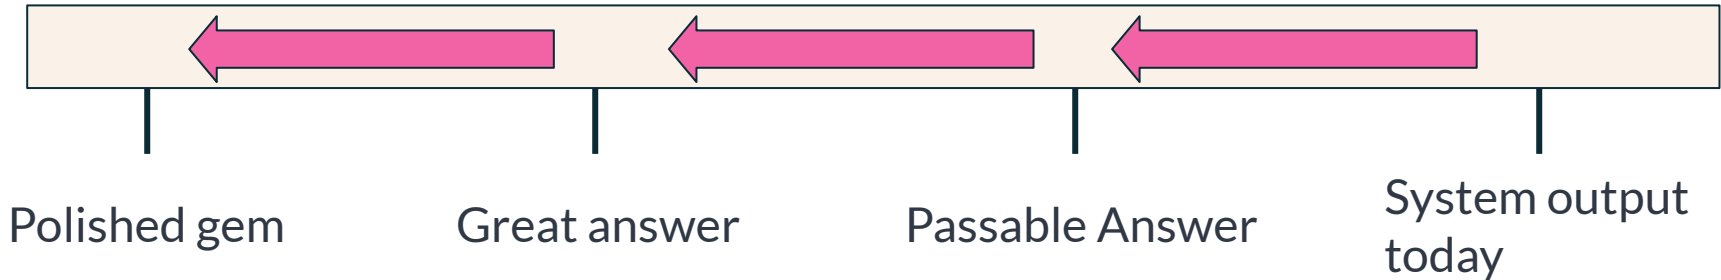 Polished gem
Great answer
Passable Answer
System output
today